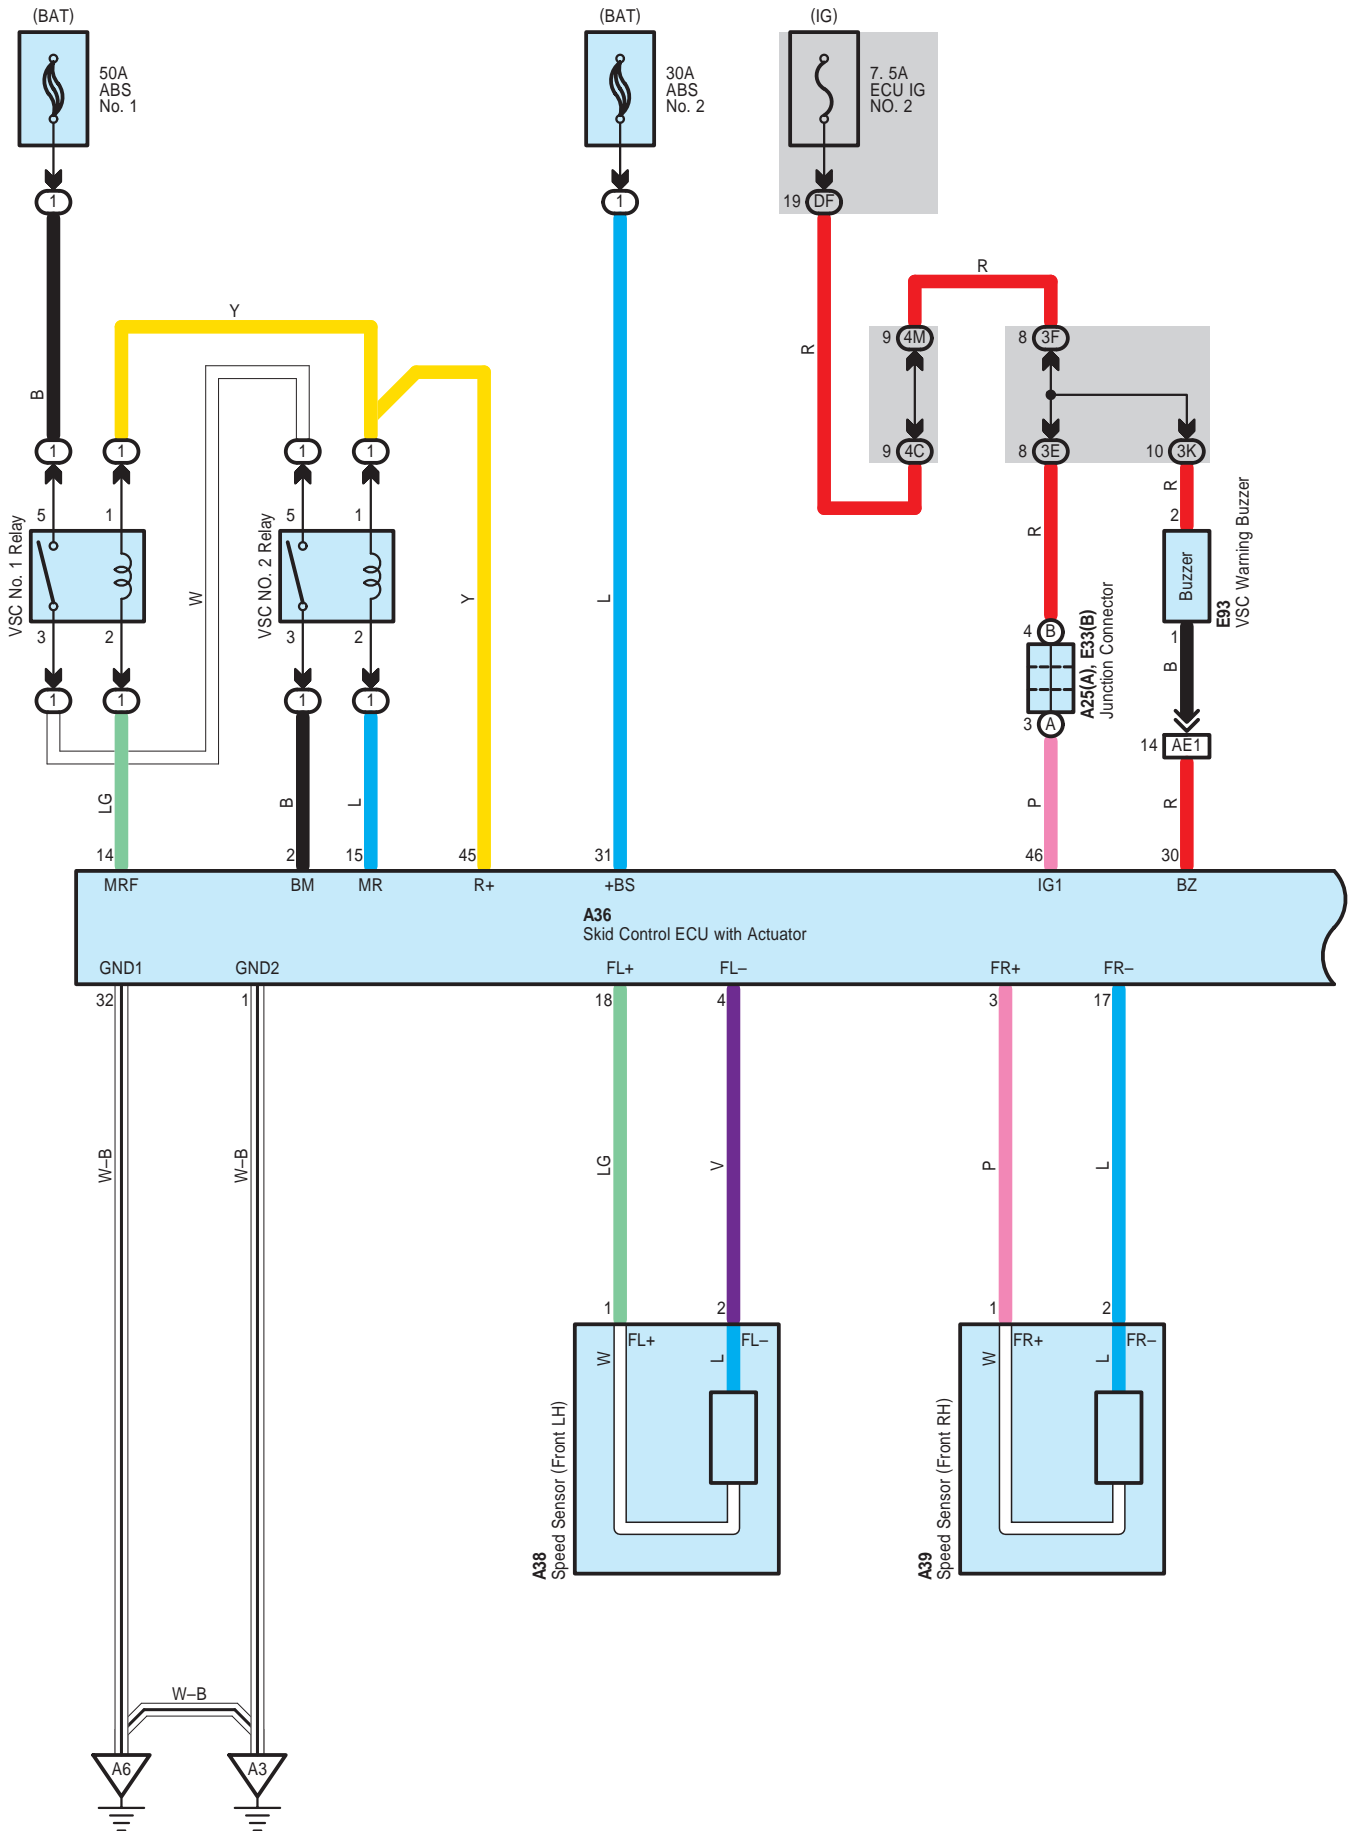 (BAT)
(BAT)
(IG)
50A
ABS
No. 1
30A
ABS
No. 2
7. 5A
ECU IG
NO. 2
1
1
19
DF
R
Y
9
4M
8
3F
R
B
1
1
1
1
9
4C
8
3E
10
3K
R
5
1
5
1
2
VSC No. 1 Relay
VSC NO. 2 Relay
R
Buzzer
E93
VSC Warning Buzzer
W
Y
L
3
2
3
2
4
B
1
A25(A), E33(B)
Junction Connector
B
1
1
1
1
3
A
14
AE1
LG
B
L
P
R
14
2
15
45
31
46
30
MRF
BM
MR
R+
+BS
IG1
BZ
A36
Skid Control ECU with Actuator
GND1
GND2
FL+
FL–
FR+
FR–
32
1
18
4
3
17
W–B
W–B
LG
V
P
L
1
2
1
2
FL+
FL–
FR+
FR–
W
L
W
L
A38
Speed Sensor (Front LH)
A39
Speed Sensor (Front RH)
W–B
A6
A3